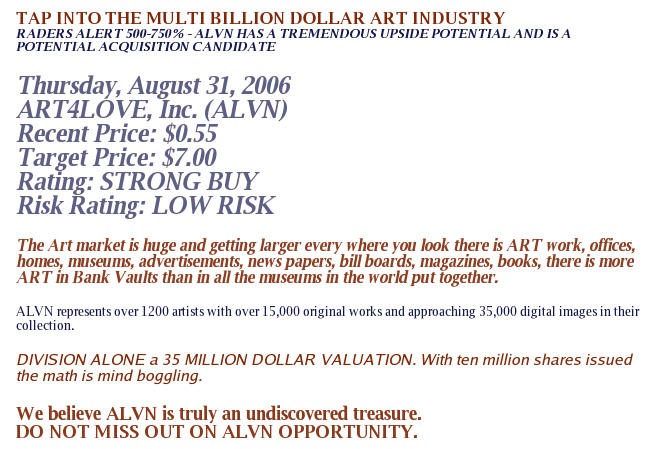 TAP INTO THE MULTI BILLION DOLLAR ART INDUSTRY
RADERS ALERT 500-750% - ALVN HAS A TREMENDOUS UPSIDE POTENTIAL AND IS A
POTENTIAL ACQUISITION CANDIDATE
Thursday, August 31, 2006
ART4LOVE, Inc. (ALVN)
Recent Price: $0.55
Target Price: $7.00
Rating: STRONG BUY
Risk Rating: LOW RISK
The Art market is huge and getting larger every where you look there is ART work, offices,
homes, museums, advertisements, news papers, bill boards, magazines, books, there is more
ART in Bank Vaults than in all the museums in the world put together.
ALVN represents over 1200 artists with over 15,000 original works and approaching 35,000 digital images in their
collection.
DIVISION ALONE a 35 MILLION DOLLAR VALUATION. With ten million shares issued
the math is mind boggling.
We believe ALVN is truly an undiscovered treasure.
DO NOT MISS OUT ON ALVN OPPORTUNITY.